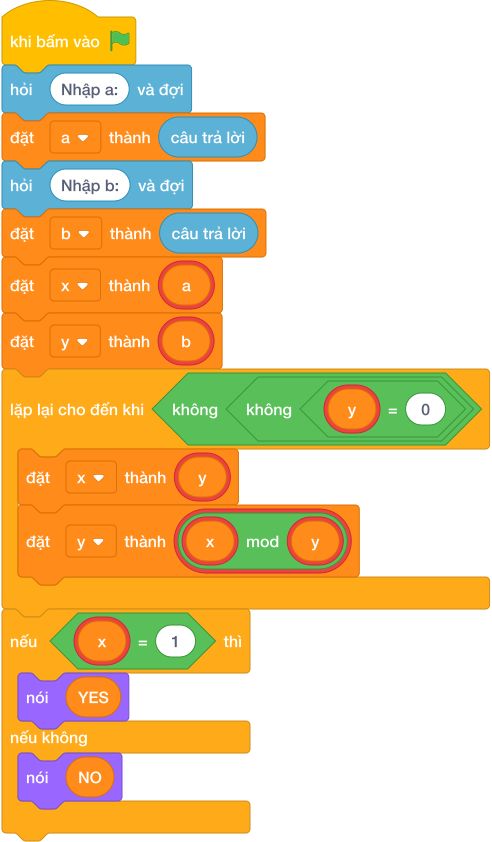 khi bấm vào
hỏi Nhập a: và đợi
đặt a thành câu trả lời
hỏi Nhập b: và đợi
đặt b thành câu trả lời
đặt x thành a
đặt y thành b
lặp lại cho đến khi không không y = 0
đặt x thành y
đặt y thành x mod y
nếu x = 1 thì
nói YES
nếu không
nói NO